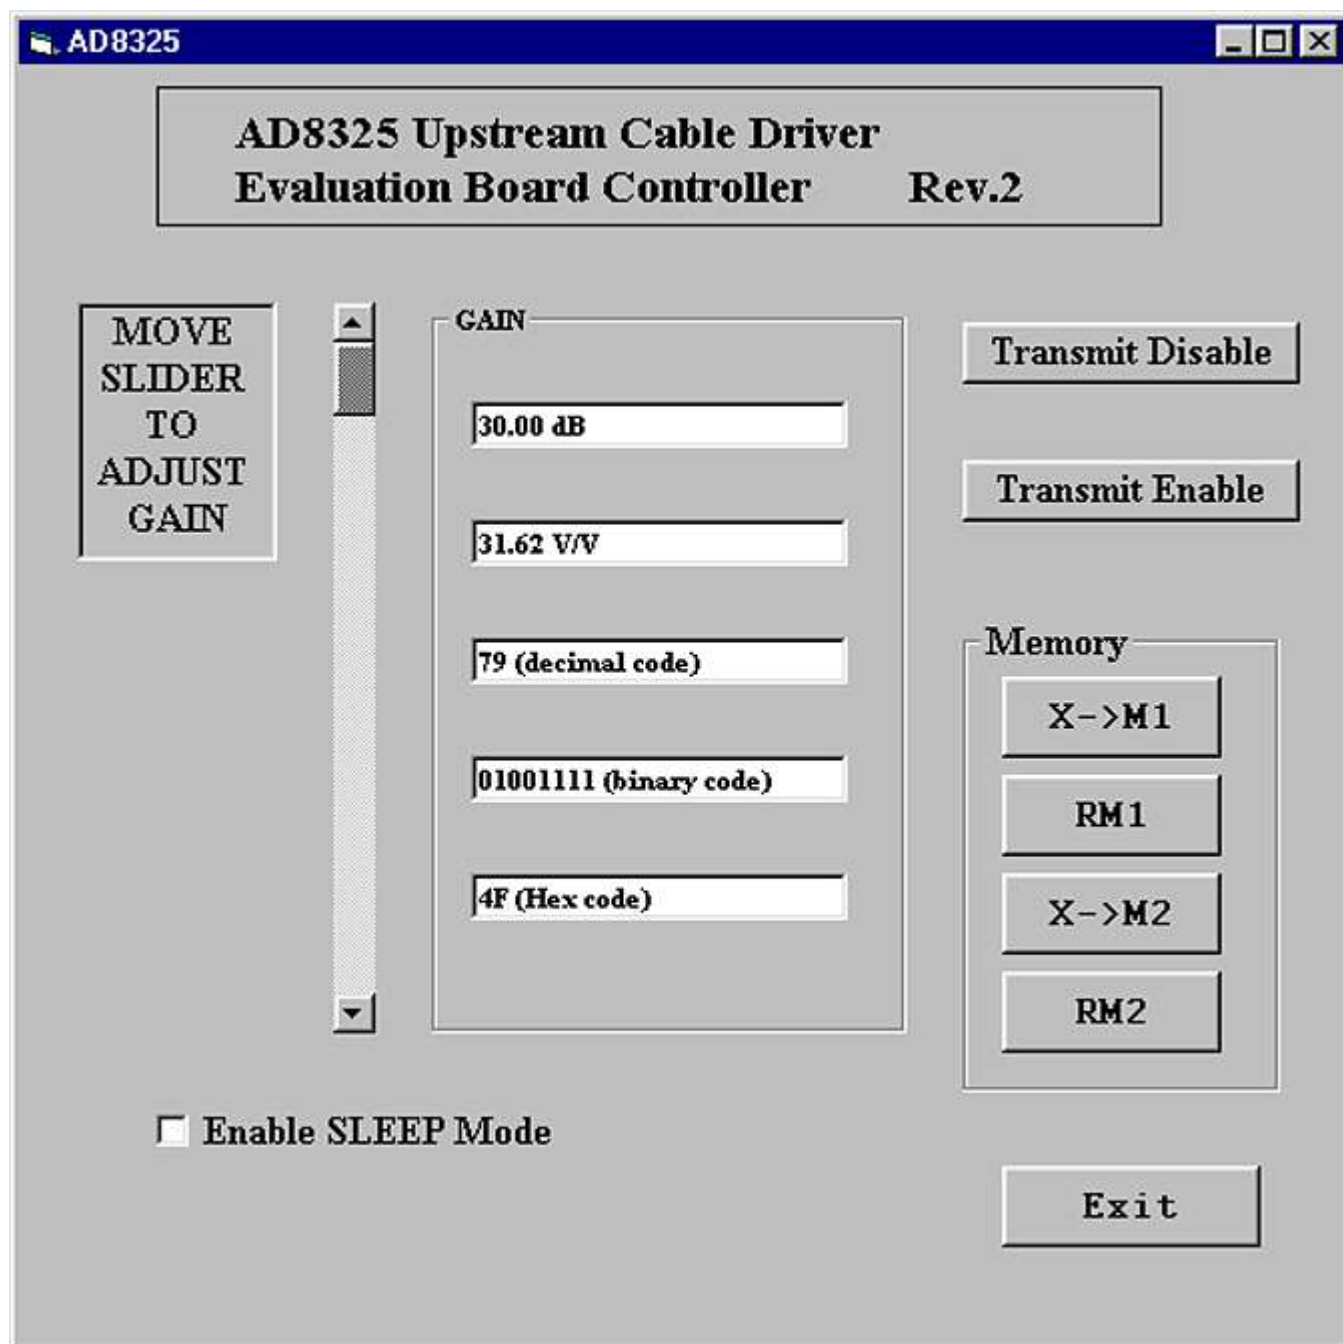 AD8325
AD8325 Upstream Cable Driver
Evaluation Board Controller Rev.2
MOVE
SLIDER
TO
ADJUST
GAIN
GAIN
30.00 dB
31.62 V/V
79 (decimal code)
01001111 (binary code)
4F (Hex code)
Transmit Disable
Transmit Enable
Memory
X->M1
RM1
X->M2
RM2
Enable SLEEP Mode
Exit